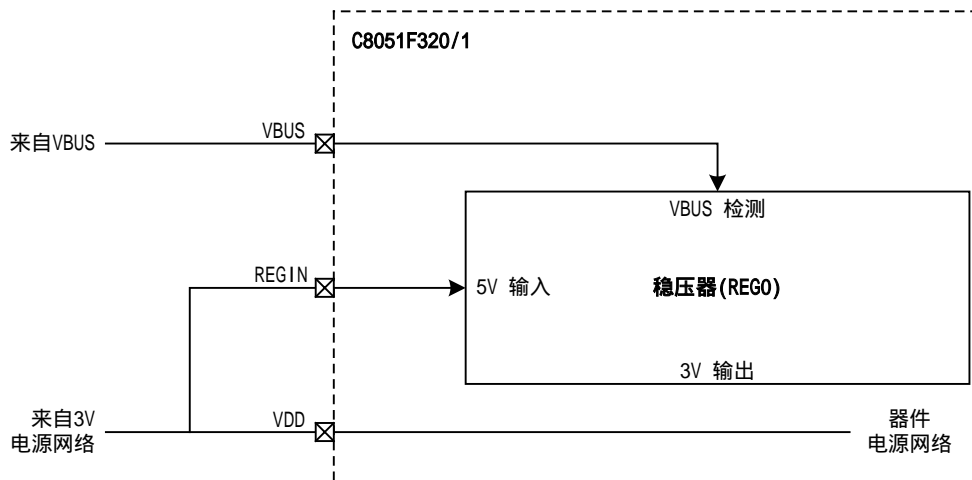 C8051F320/1
来自VBUS
VBUS
VBUS 检测
REGIN
5V 输入
稳压器(REG0)
3V 输出
来自3V
电源网络
VDD
器件
电源网络